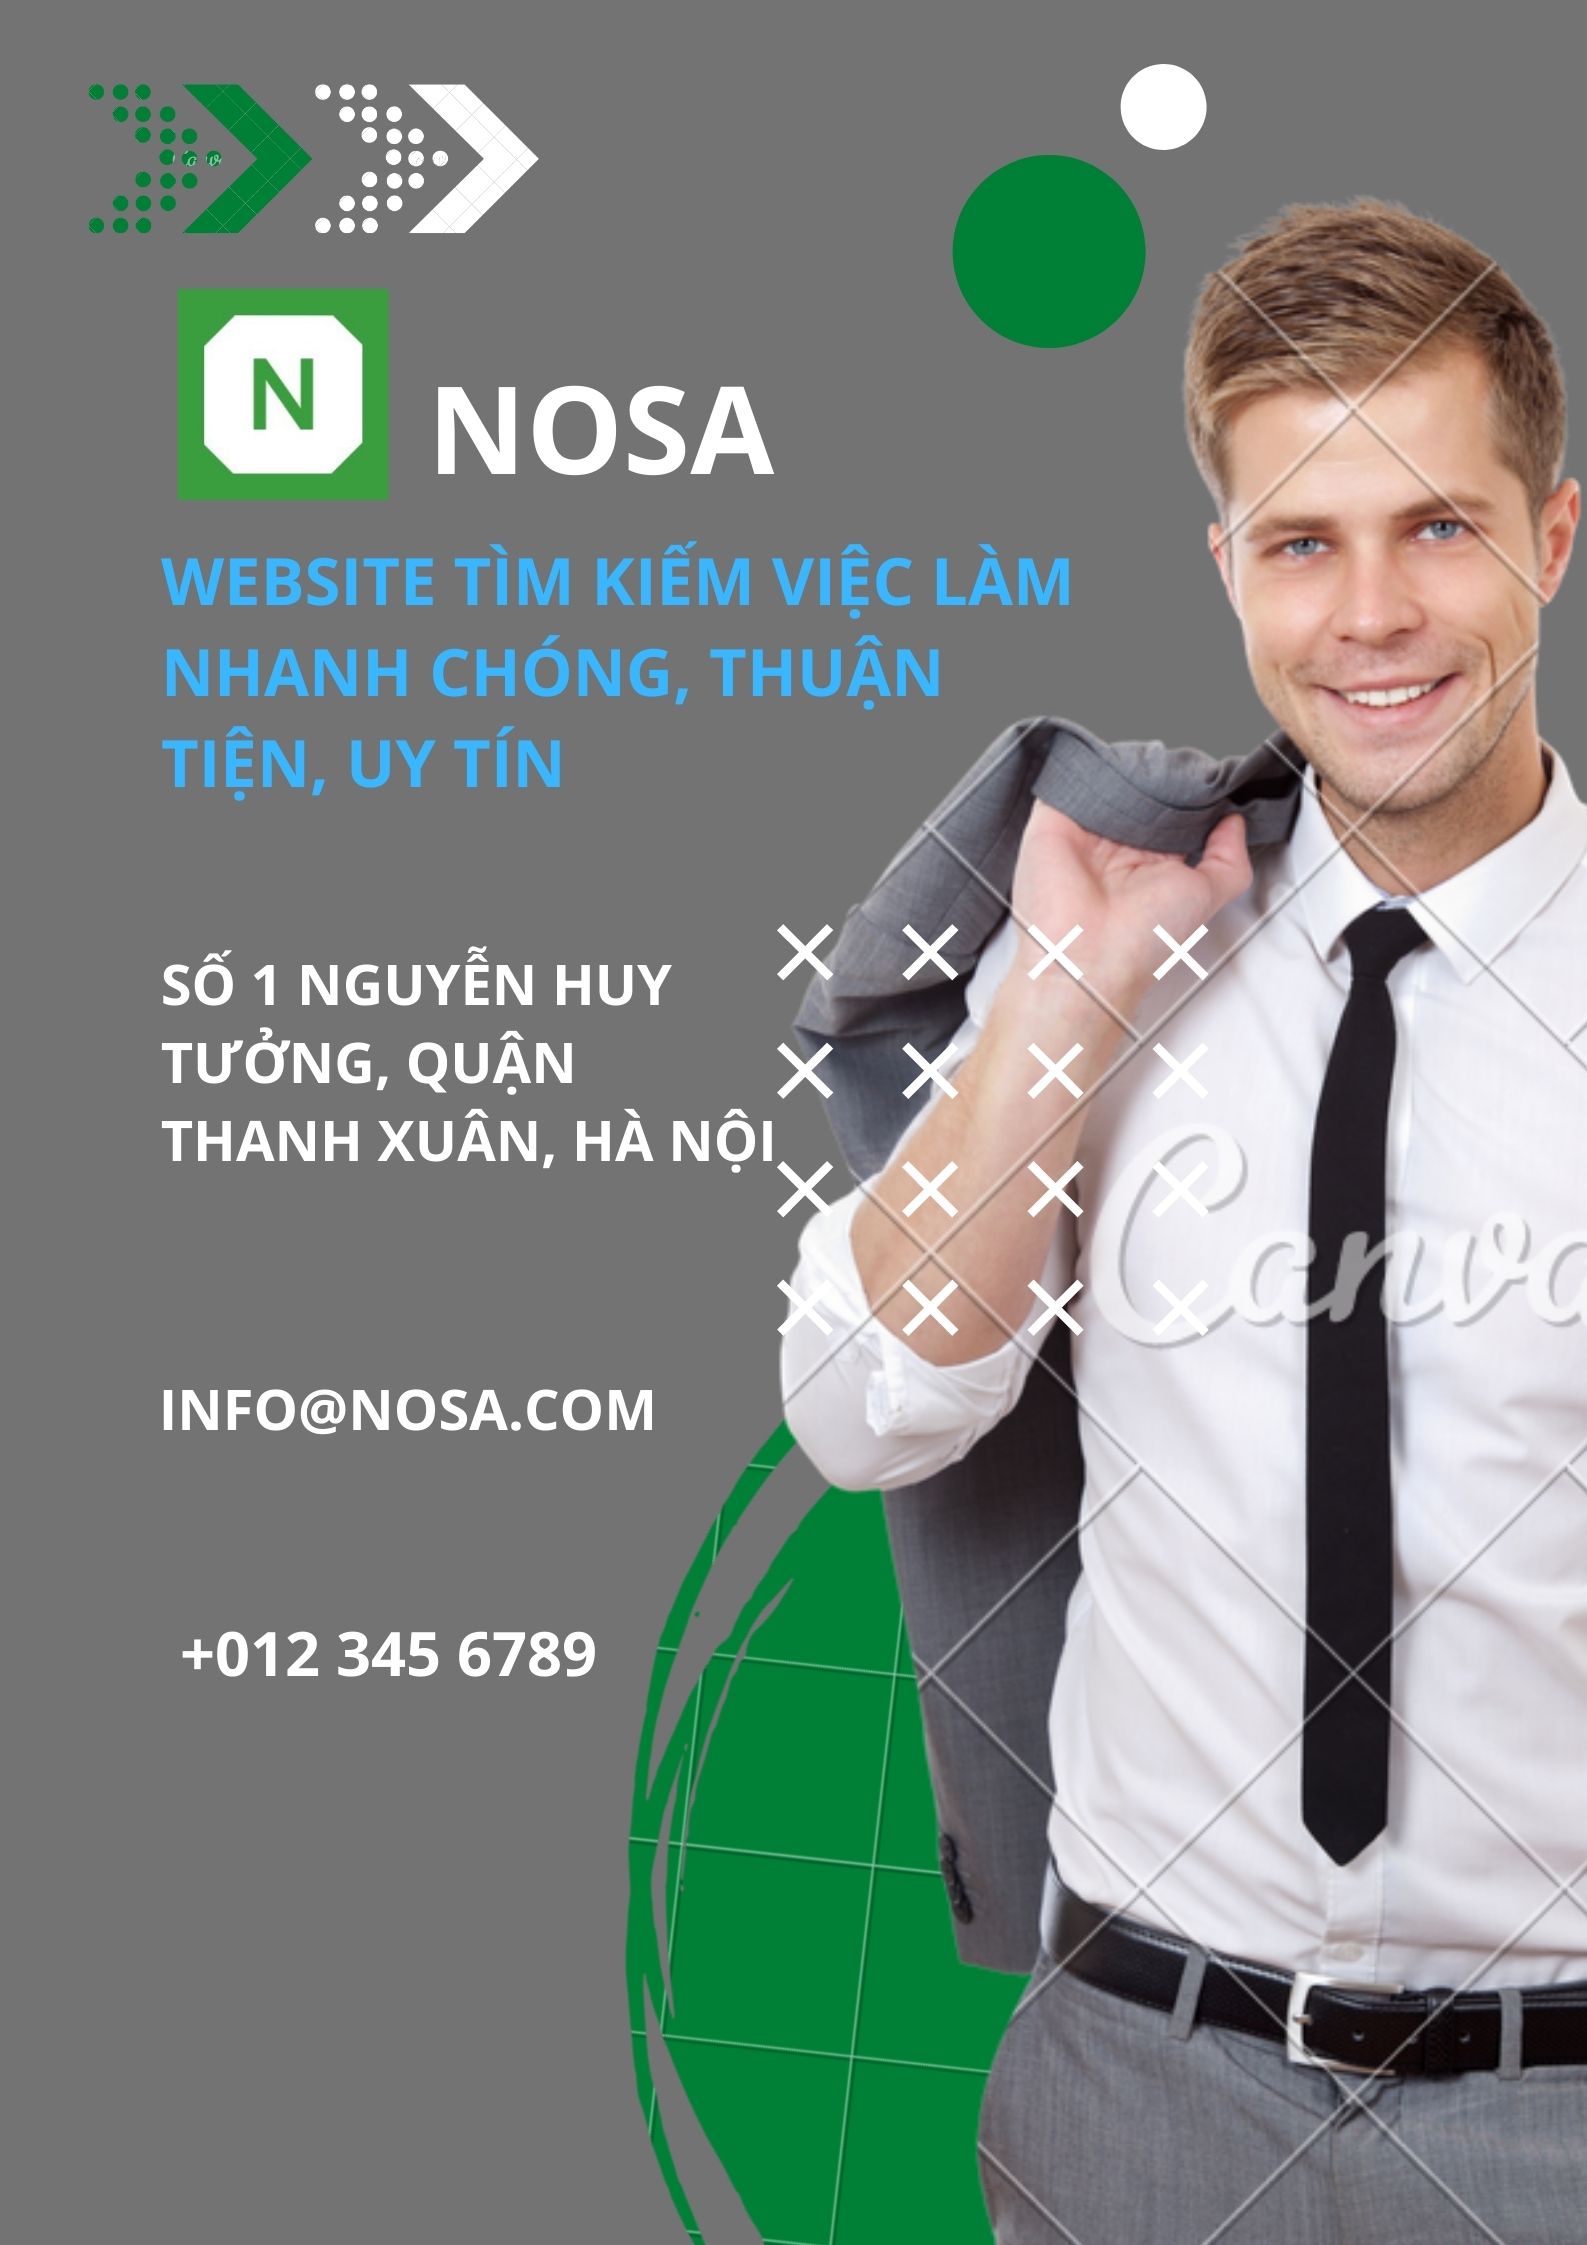 N
NOSA
WEBSITE TÌM KIẾM VIỆC LÀM
NHANH CHÓNG, THUẬN
TIỆN, UY TÍN
SỐ 1 NGUYỄN HUY
TƯỞNG, QUẬN
THANH XUÂN, HÀ NỘI
Canva
INFO@NOSA.COM
+012 345 6789